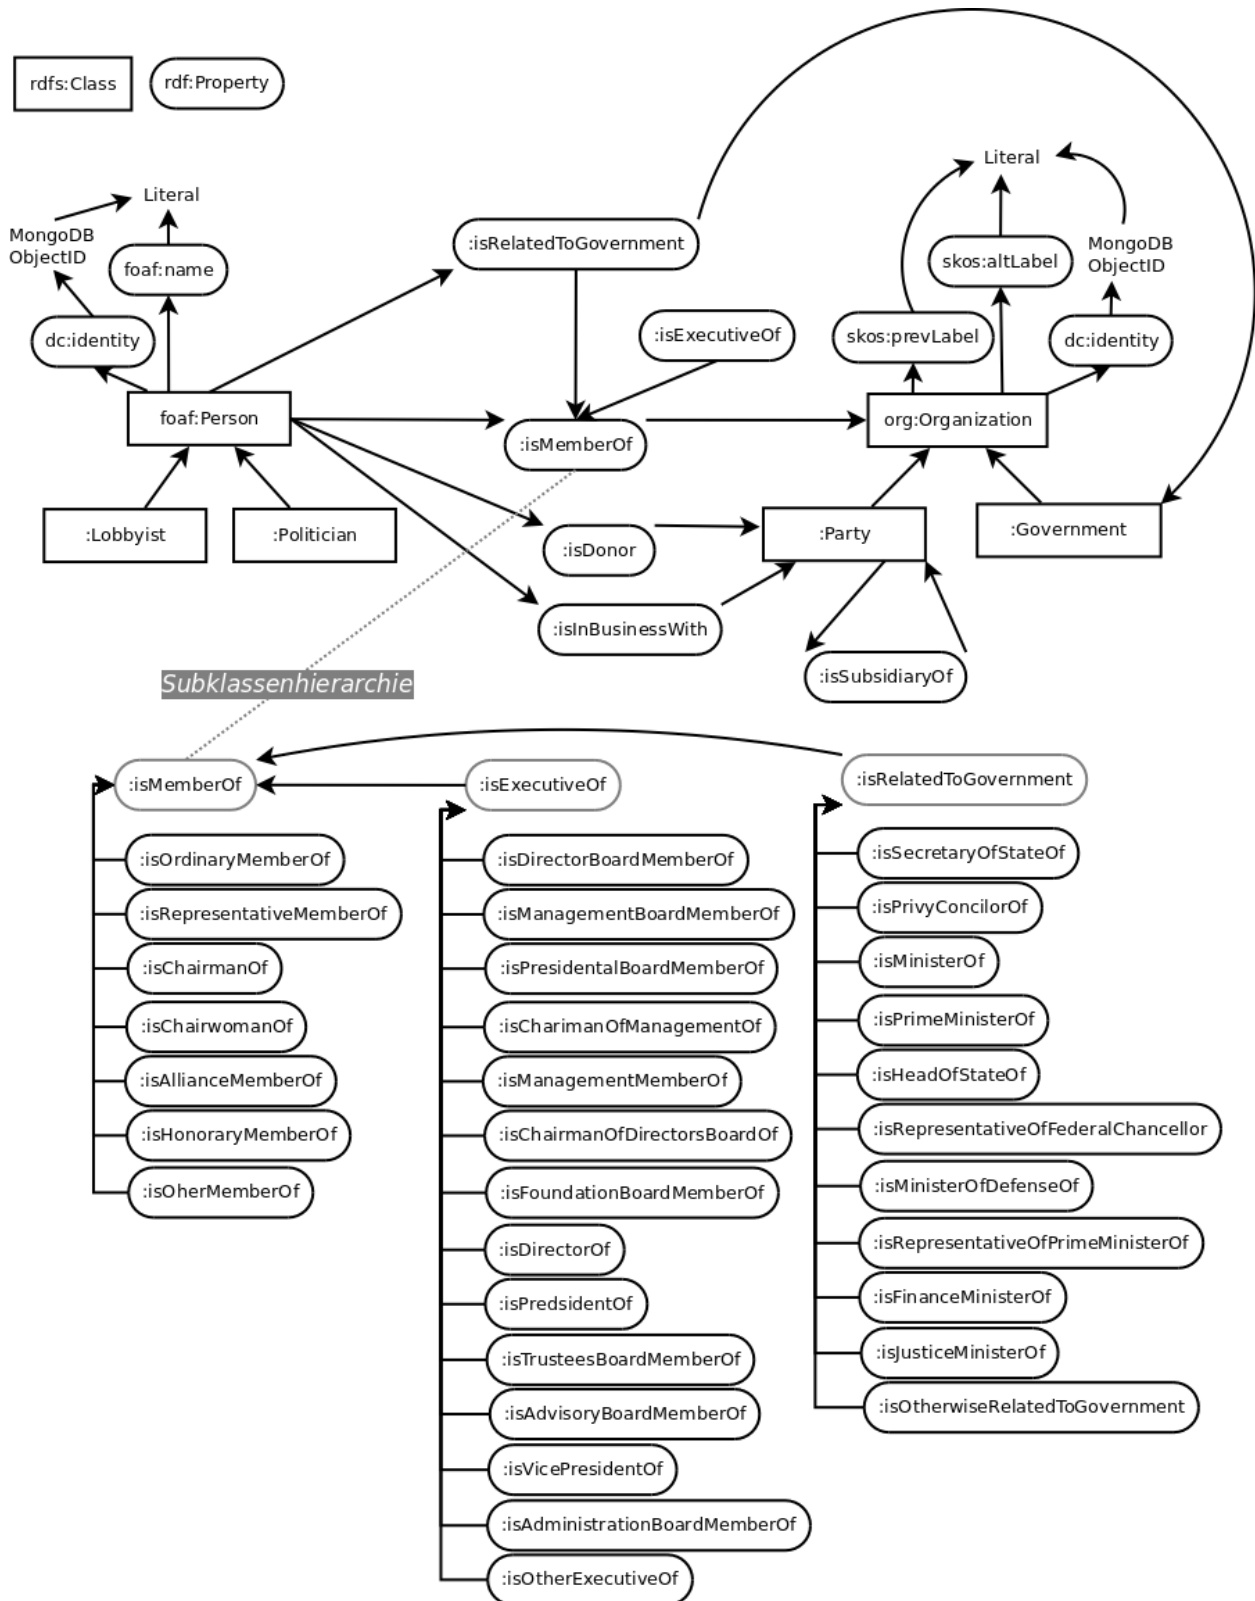 rdfs:Class
rdf:Property
Literal
MongoDB
ObjectID
foaf:name
dc:identity
foaf:Person
:Lobbyist
:Politician
:isRelatedToGovernment
:isExecutiveOf
:isMemberOf
:isDonor
:isInBusinessWith
Literal
skos:altLabel
MongoDB
ObjectID
skos:prevLabel
dc:identity
org:Organization
:Party
:Government
:isSubsidiaryOf
Subklassenhierarchie
:isMemberOf
:isOrdinaryMemberOf
:isRepresentativeMemberOf
:isChairmanOf
:isChairwomanOf
:isAllianceMemberOf
:isHonoraryMemberOf
:isOherMemberOf
:isExecutiveOf
:isDirectorBoardMemberOf
:isManagementBoardMemberOf
:isPresidentalBoardMemberOf
:isCharimanOfManagementOf
:isManagementMemberOf
:isChairmanOfDirectorsBoardOf
:isFoundationBoardMemberOf
:isDirectorOf
:isPredsidentOf
:isTrusteesBoardMemberOf
:isAdvisoryBoardMemberOf
:isVicePresidentOf
:isAdministrationBoardMemberOf
:isOtherExecutiveOf
:isRelatedToGovernment
:isSecretaryOfStateOf
:isPrivyConcilorOf
:isMinisterOf
:isPrimeMinisterOf
:isHeadOfStateOf
:isRepresentativeOfFederalChancellor
:isMinisterOfDefenseOf
:isRepresentativeOfPrimeMinisterOf
:isFinanceMinisterOf
:isJusticeMinisterOf
:isOtherwiseRelatedToGovernment